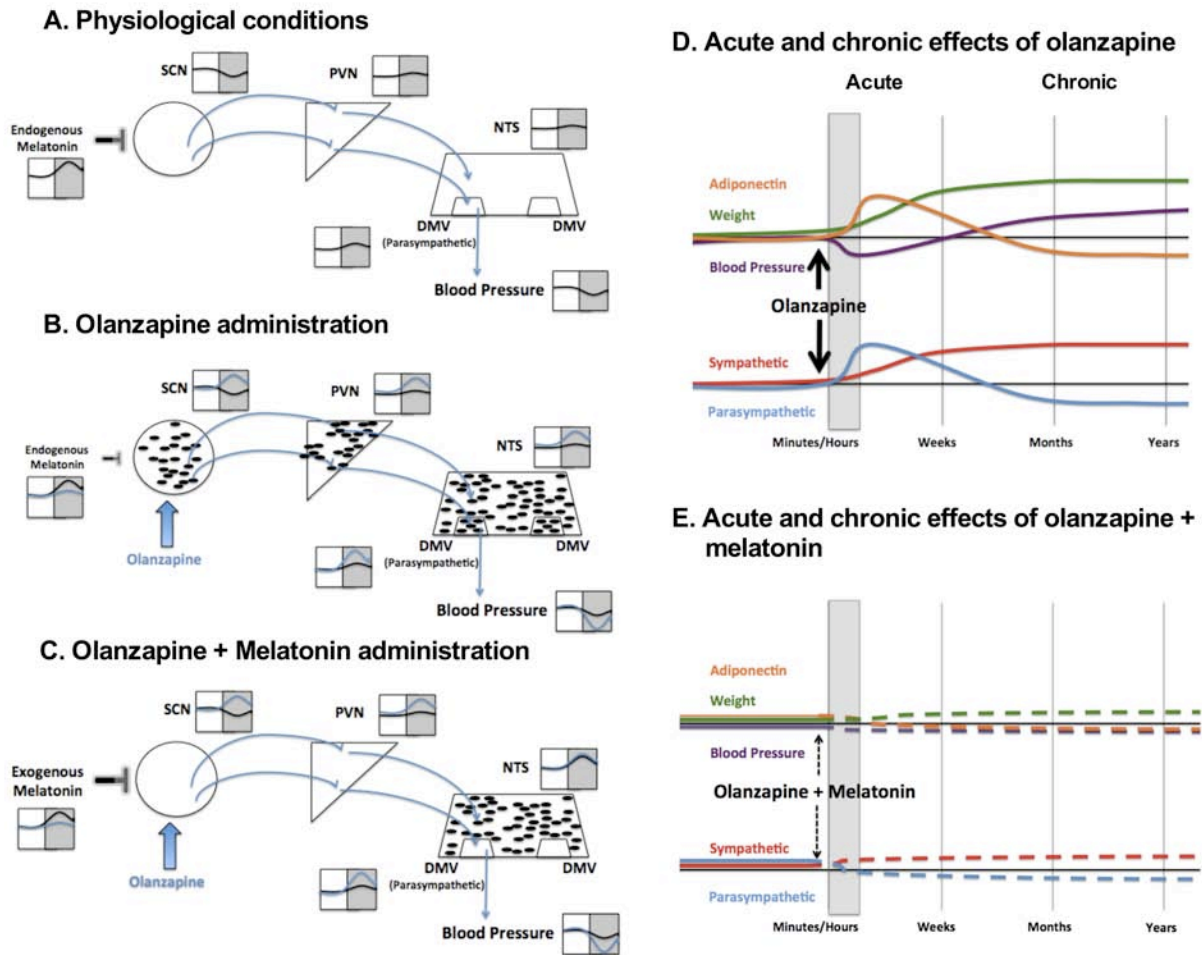 A. Physiological conditions
SCN
PVN
NTS
Endogenous
Melatonin
DMV
DMV
(Parasympathetic)
Blood Pressure
B. Olanzapine administration
SCN
PVN
NTS
Endogenous
Melatonin
Olanzapine
DMV
DMV
(Parasympathetic)
Blood Pressure
C. Olanzapine + Melatonin administration
SCN
PVN
NTS
Exogenous
Melatonin
Olanzapine
DMV
DMV
(Parasympathetic)
Blood Pressure
D. Acute and chronic effects of olanzapine
Acute
Chronic
Adiponectin
Weight
Blood Pressure
Olanzapine
Sympathetic
Parasympathetic
Minutes/Hours
Weeks
Months
Years
E. Acute and chronic effects of olanzapine +
melatonin
Adiponectin
Weight
Blood Pressure
Olanzapine + Melatonin
Sympathetic
Parasympathetic
Minutes/Hours
Weeks
Months
Years